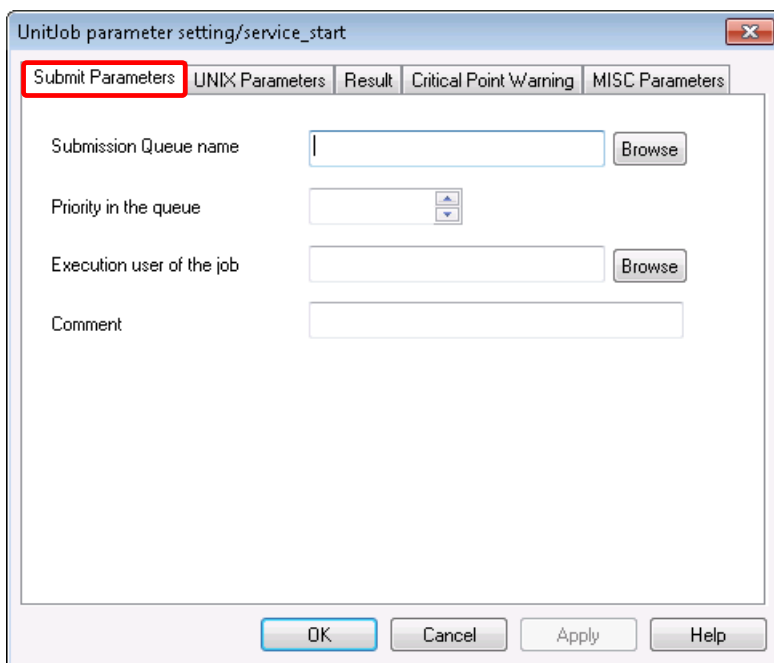 UnitJob parameter setting/service_start
Submit Parameters UNIX Parameters Result Critical Point Warning MISC Parameters
Submission Queue name Browse
Priority in the queue
Execution user of the job Browse
Comment
OK Cancel Apply Help